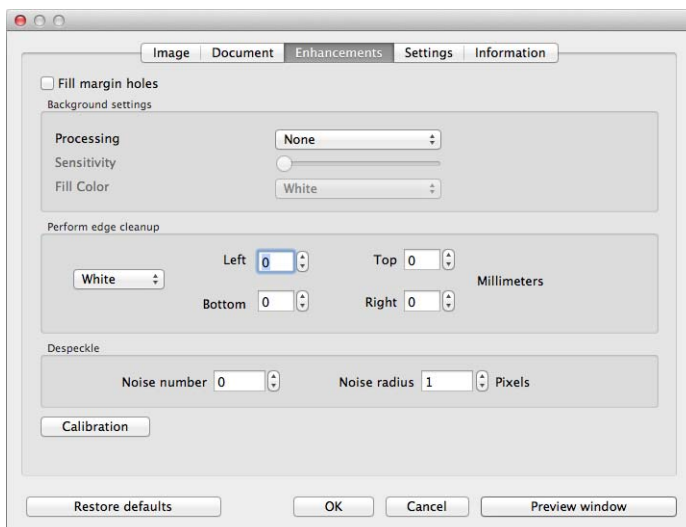 Image Document Enhancements Settings Information
Fill margin holes
Background settings
Processing None
Sensitivity
Fill Color White
Perform edge cleanup
Left 0 Top 0
White Millimeters
Bottom 0 Right 0
Despeckle
Noise number 0 Noise radius 1 Pixels
Calibration
Restore defaults OK Cancel Preview window